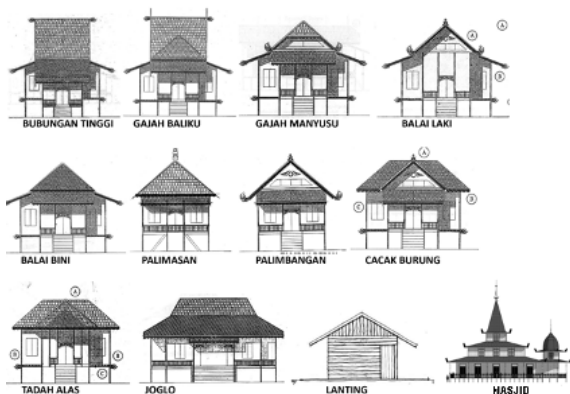 A
A
B
BUBUNGAN TINGGI
GAJAH BALIKU
GAJAH MANYUSU
BALAI LAKI
A
C
B
BALAI BINI
PALIMASAN
PALIMBANGAN
CACAK BURUNG
A
B
C
TADAH ALAS
JOGLO
LANTING
MASJID